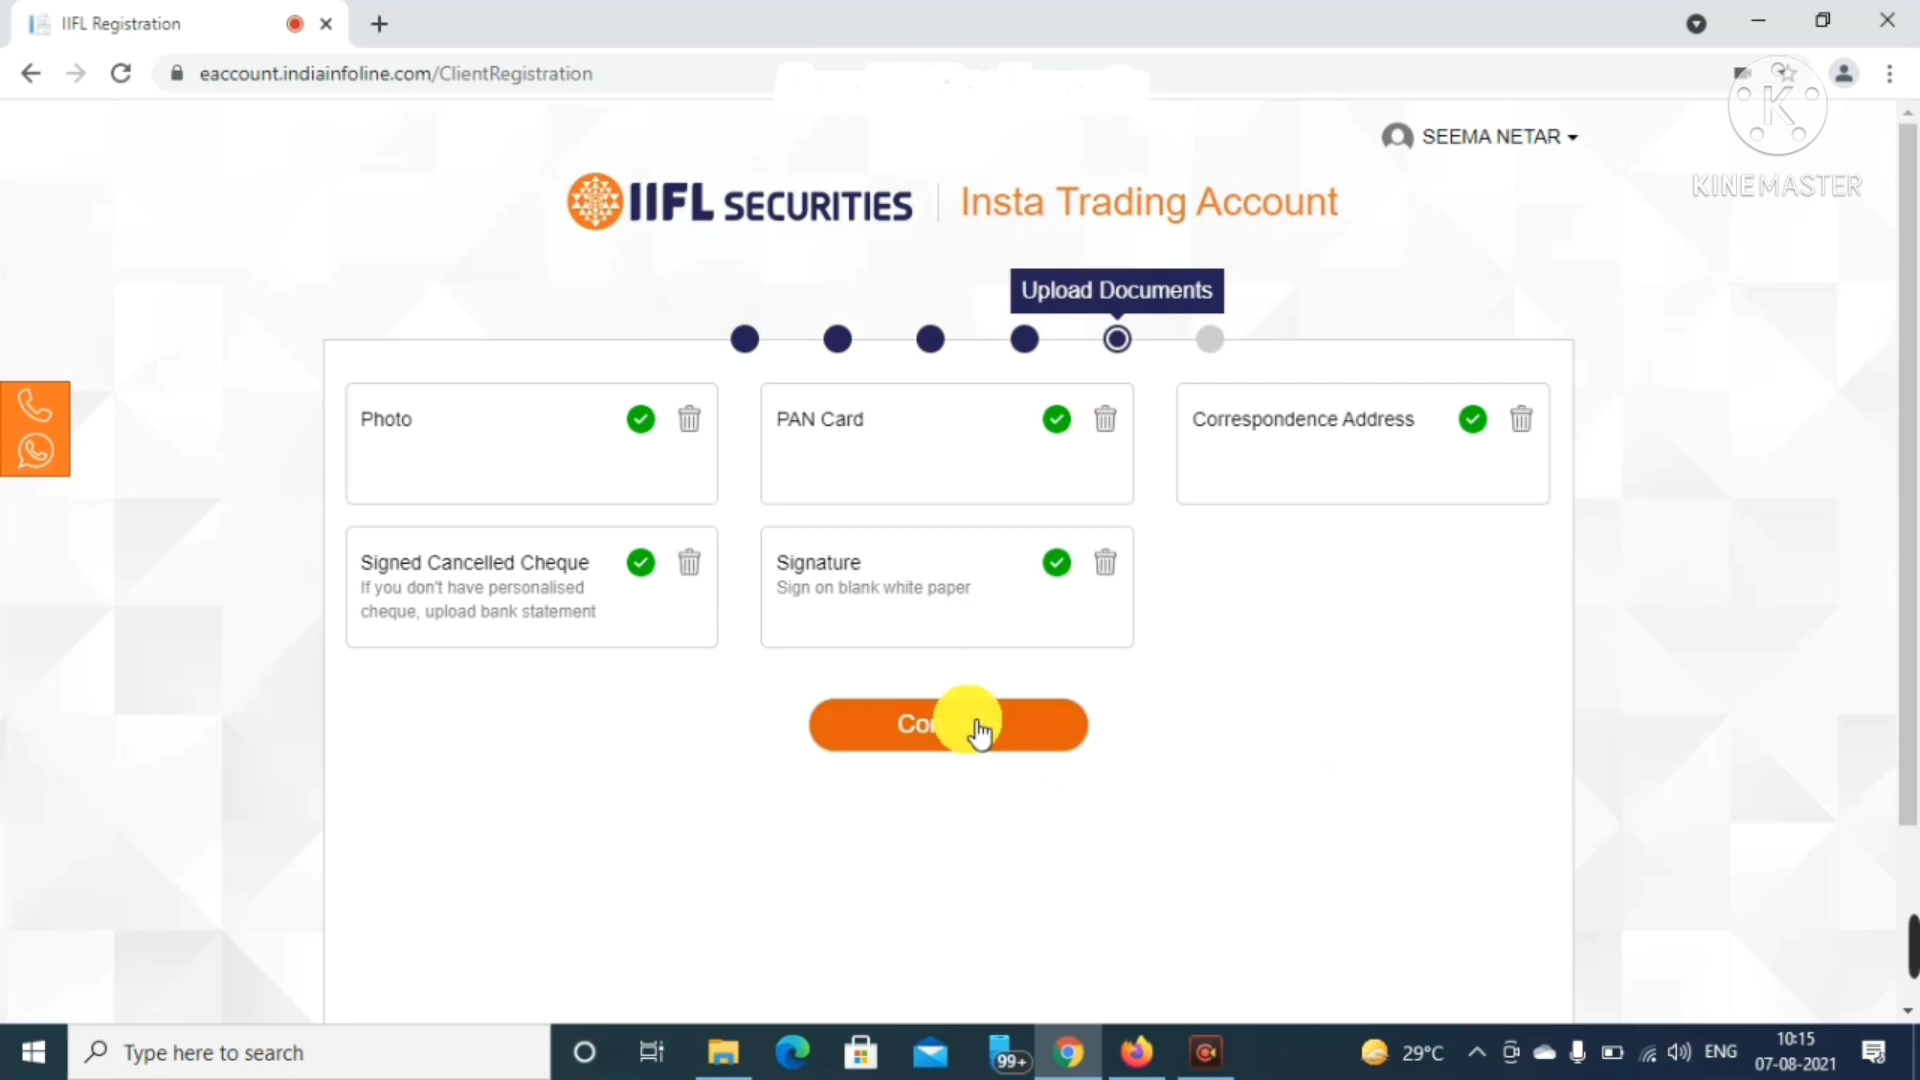 IIFL Registration
eaccount.indiainfoline.com/ClientRegistration
SEEMA NETAR
K
KINEMASTER
IIFL SECURITIES
Insta Trading Account
Upload Documents
Photo
PAN Card
Correspondence Address
Signed Cancelled Cheque
If you don't have personalised
cheque, upload bank statement
Signature
Sign on blank white paper
Type here to search
99+
29°C
ENG
10:15
07-08-2021